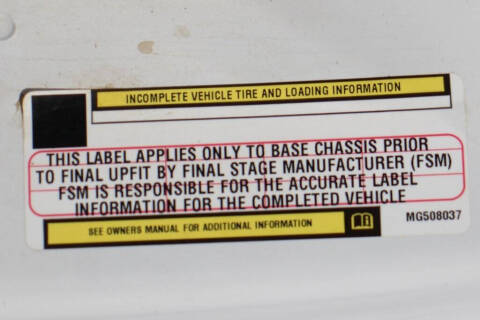 INCOMPLETE VEHICLE TIRE AND LOADING INFORMATION
THIS LABEL APPLIES ONLY TO BASE CHASSIS PRIOR
TO FINAL UPFIT BY FINAL STAGE MANUFACTURER (FSM)
FSM IS RESPONSIBLE FOR THE ACCURATE LABEL
INFORMATION FOR THE COMPLETED VEHICLE
SEE OWNERS MANUAL FOR ADDITIONAL INFORMATION
MG508037